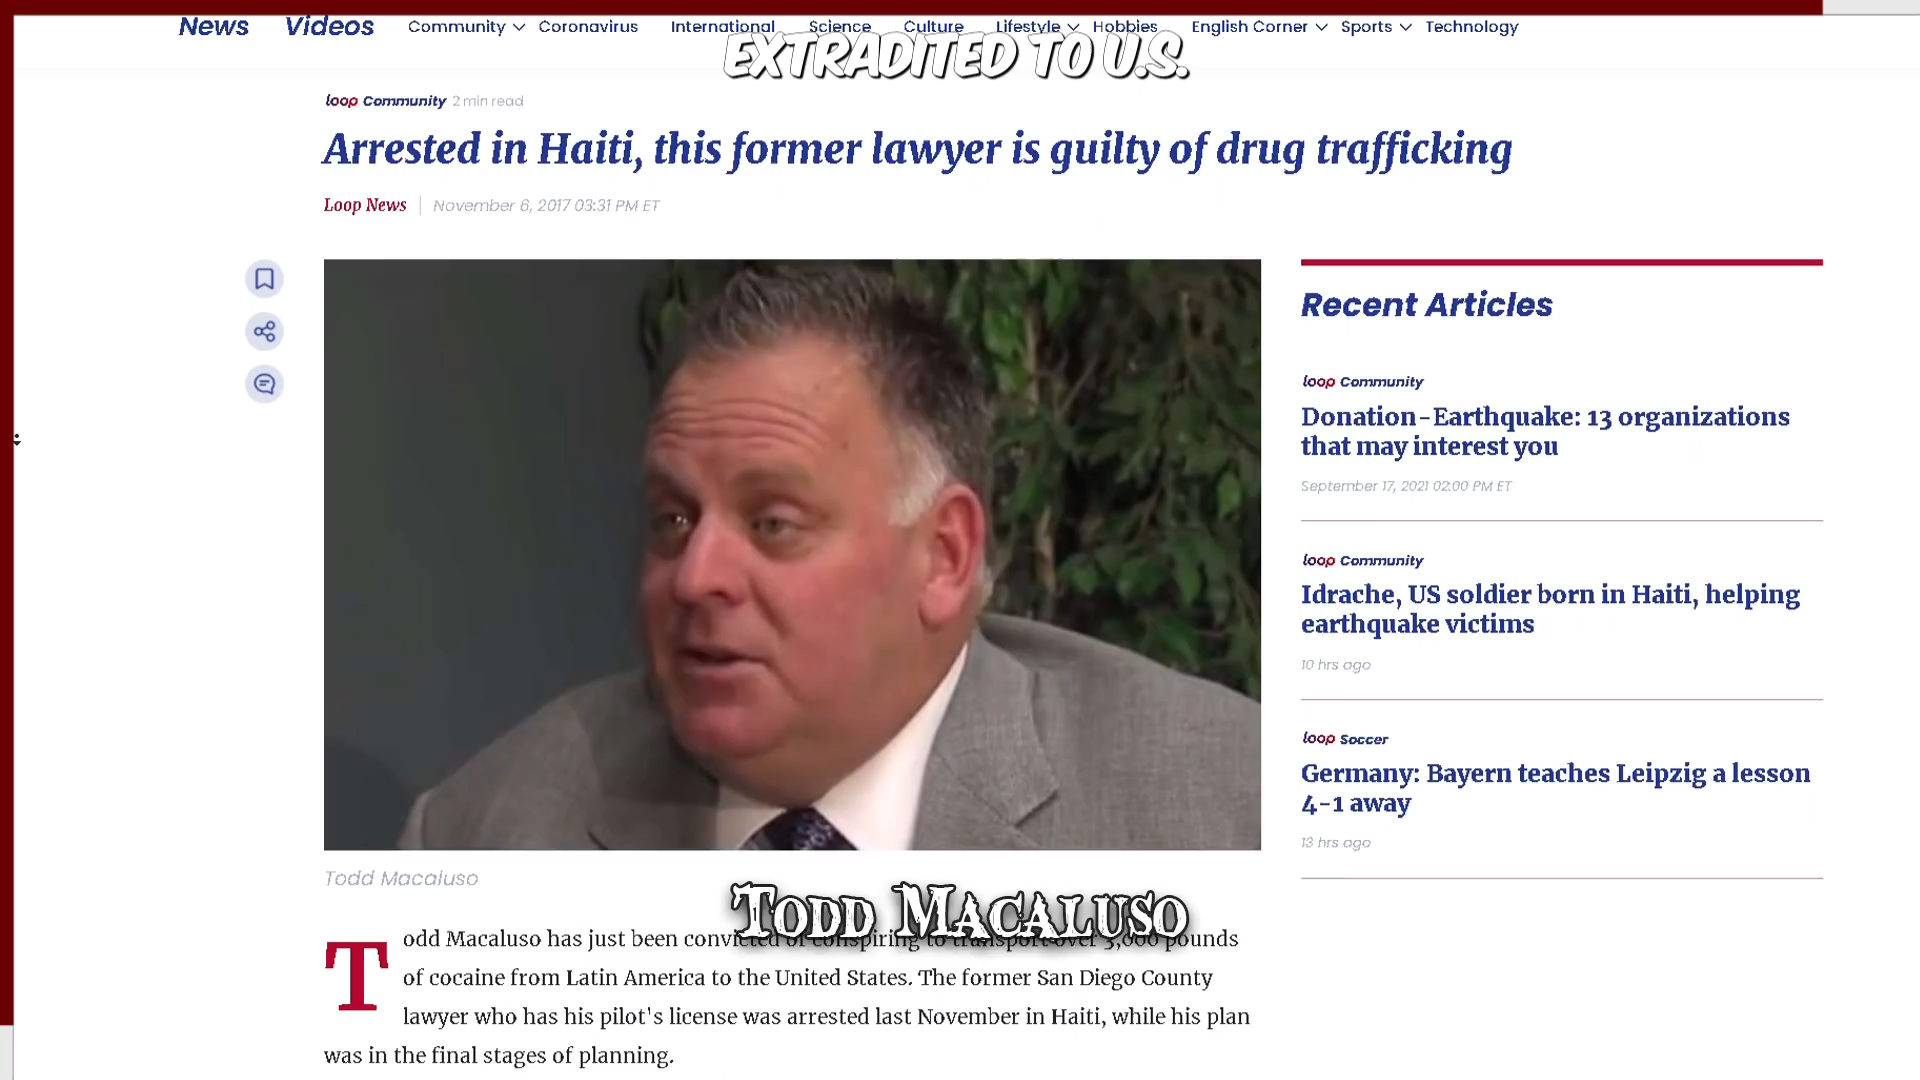 News Videos Community Coronavirus International Science Culture Lifestyle Hobbies English Corner Sports Technology
EXTRADITED TO U.S.
loop Community 2 min read
Arrested in Haiti, this former lawyer is guilty of drug trafficking
Loop News November 6, 2017 03:31 PM ET
Recent Articles
loop Community
Donation-Earthquake: 13 organizations
that may interest you
September 17, 2021 02:00 PM ET
loop Community
Idrache, US soldier born in Haiti, helping
earthquake victims
10 hrs ago
loop Soccer
Germany: Bayern teaches Leipzig a lesson
4-1 away
13 hrs ago
Todd Macaluso
Todd Macaluso
Todd Macaluso has just been convicted of conspiring to transport over 3,000 pounds
of cocaine from Latin America to the United States. The former San Diego County
lawyer who has his pilot's license was arrested last November in Haiti, while his plan
was in the final stages of planning.